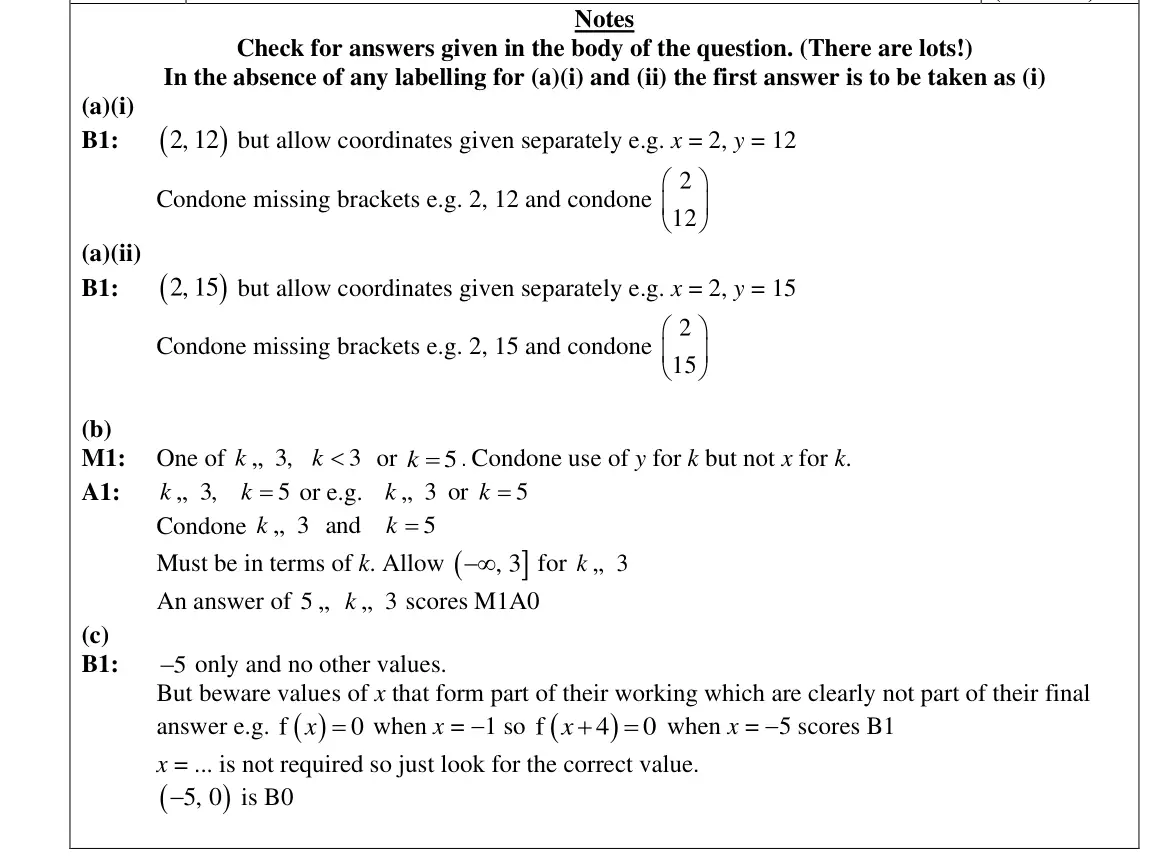 Notes
Check for answers given in the body of the question. (There are lots!)
In the absence of any labelling for (a)(i) and (ii) the first answer is to be taken as (i)
(a)(i)
B1: (2, 12) but allow coordinates given separately e.g. x = 2, y = 12
Condone missing brackets e.g. 2, 12 and condone (2 12)
(a)(ii)
B1: (2, 15) but allow coordinates given separately e.g. x = 2, y = 15
Condone missing brackets e.g. 2, 15 and condone (2 15)
(b)
M1: One of k ,, 3, k < 3 or k = 5. Condone use of y for k but not x for k.
A1: k ,, 3, k = 5 or e.g. k ,, 3 or k = 5
Condone k ,, 3 and k = 5
Must be in terms of k. Allow (−∞, 3] for k ,, 3
An answer of 5 ,, k ,, 3 scores M1A0
(c)
B1: −5 only and no other values.
But beware values of x that form part of their working which are clearly not part of their final
answer e.g. f(x) = 0 when x = −1 so f(x+4) = 0 when x = −5 scores B1
x = ... is not required so just look for the correct value.
(−5, 0) is B0